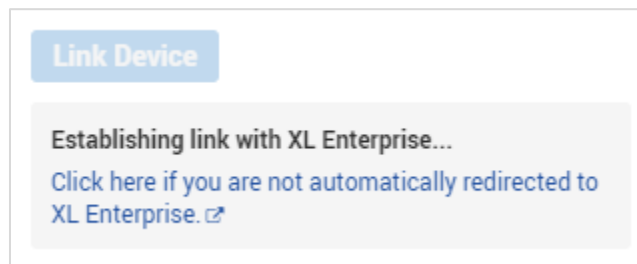 Link Device
Establishing link with XL Enterprise...
Click here if you are not automatically redirected to
XL Enterprise.